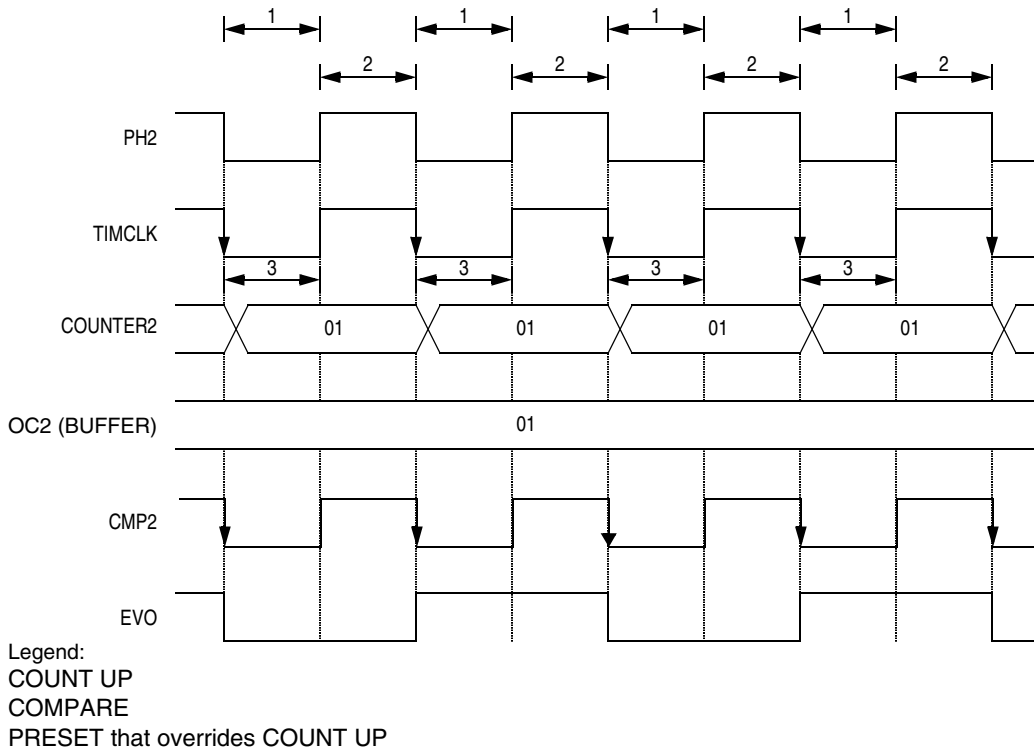 1 1 1 1
2 2 2 2
PH2
TIMCLK
3 3 3 3
COUNTER2 01 01 01 01
OC2 (BUFFER) 01
CMP2
EVO
Legend:
COUNT UP
COMPARE
PRESET that overrides COUNT UP